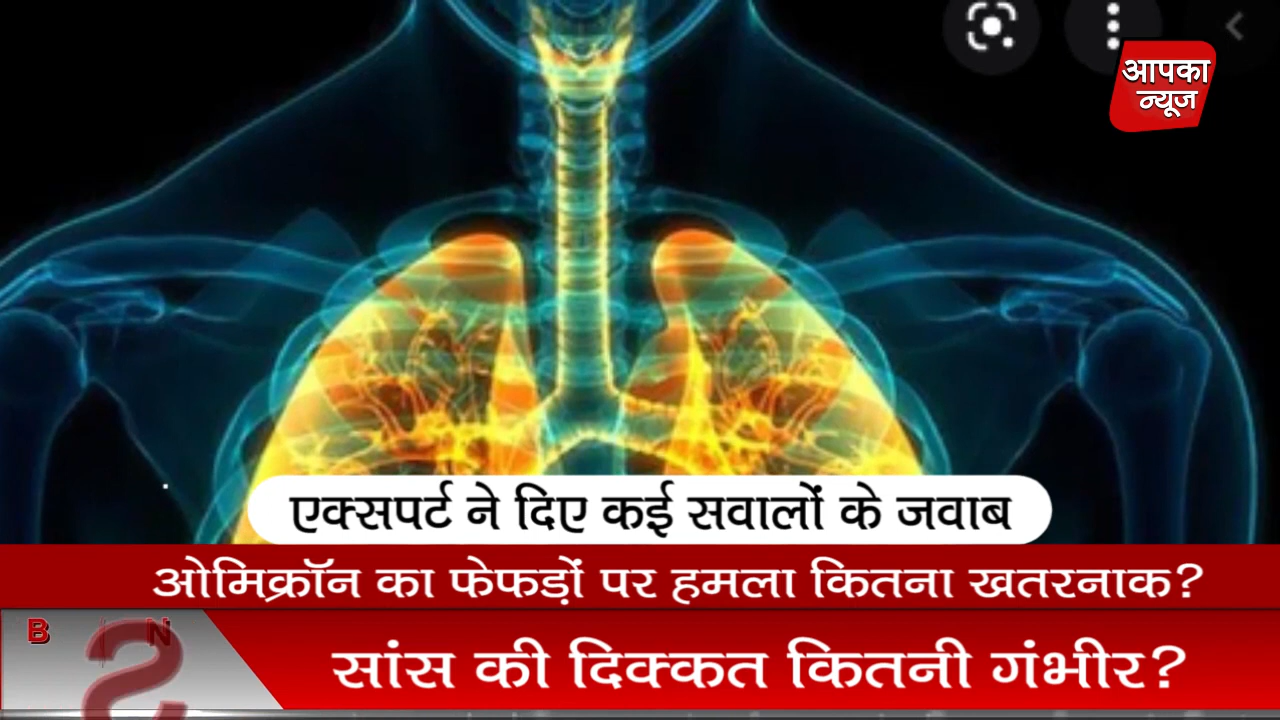 आपका
न्यूज
एक्सपर्ट ने दिए कई सवालों के जवाब
ओमिक्रॉन का फेफड़ों पर हमला कितना खतरनाक?
B N
S
सांस की दिक्कत कितनी गंभीर?